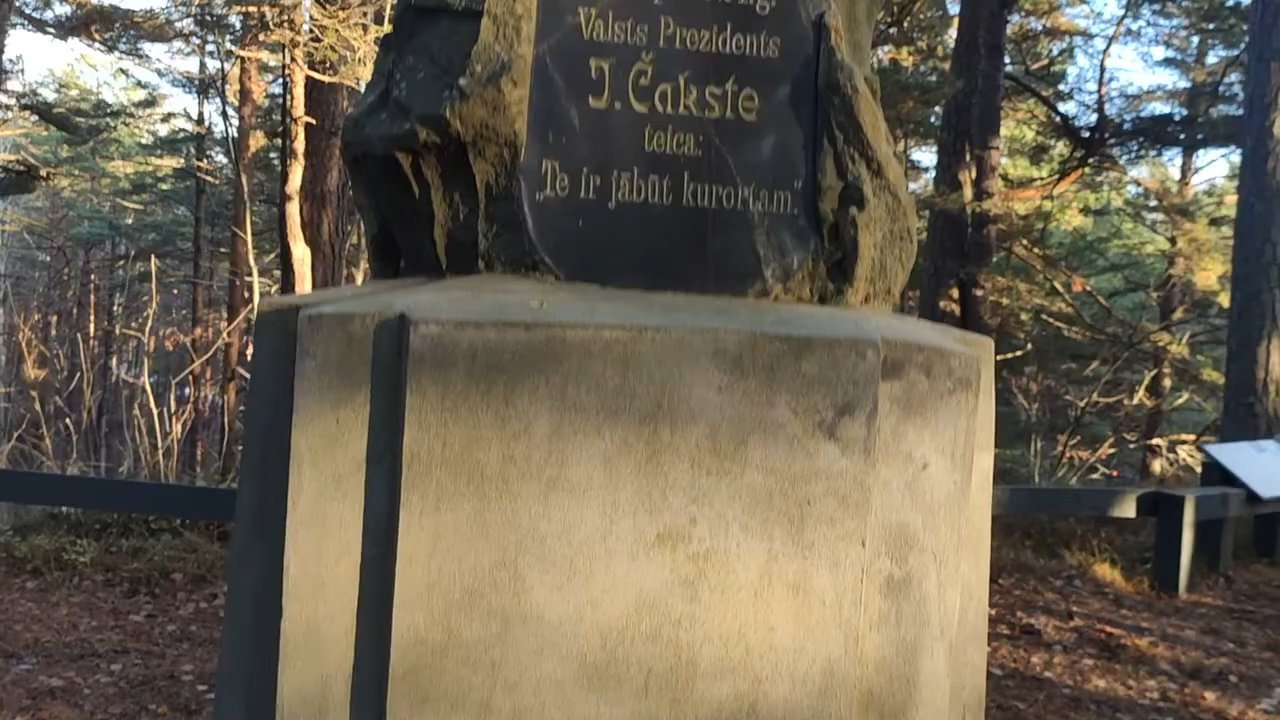 Valsts Prezidents
J. Čakste
teica:
„Te ir jābūt kurortam."